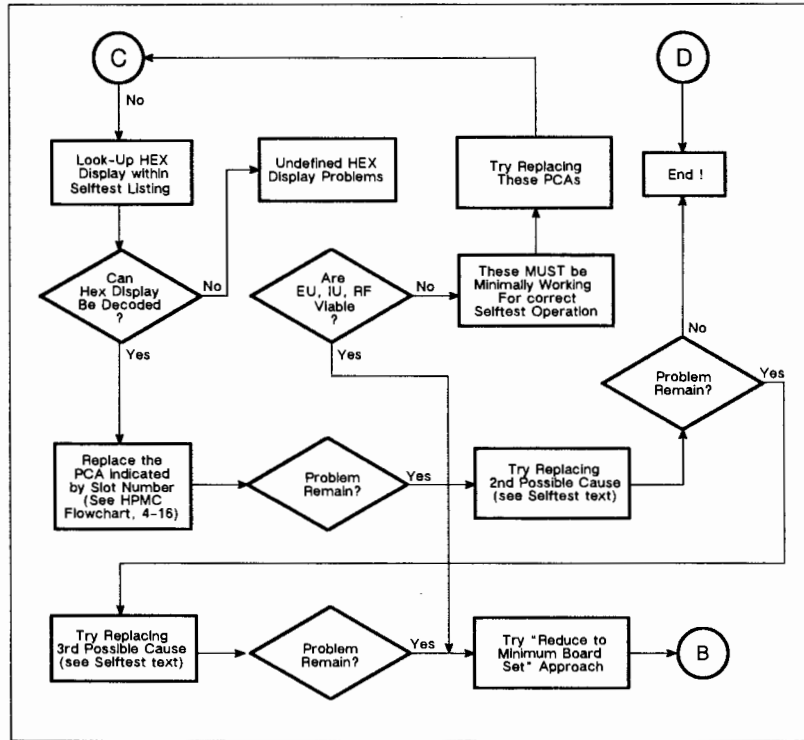 C
D
No
Look-Up HEX
Display within
Selftest Listing
Undefined HEX
Display Problems
Try Replacing
These PCAs
End !
Can
Hex Display
Be Decoded
?
No
Are
EU, IU, RF
Viable
?
No
These MUST be
Minimally Working
For correct
Selftest Operation
Yes
Yes
No
Problem
Remain?
Yes
Replace the
PCA indicated
by Slot Number
(See HPMC
Flowchart, 4-16)
Problem
Remain?
Yes
Try Replacing
2nd Possible Cause
(see Selftest text)
Try Replacing
3rd Possible Cause
(see Selftest text)
Problem
Remain?
Yes
Try "Reduce to
Minimum Board
Set" Approach
B